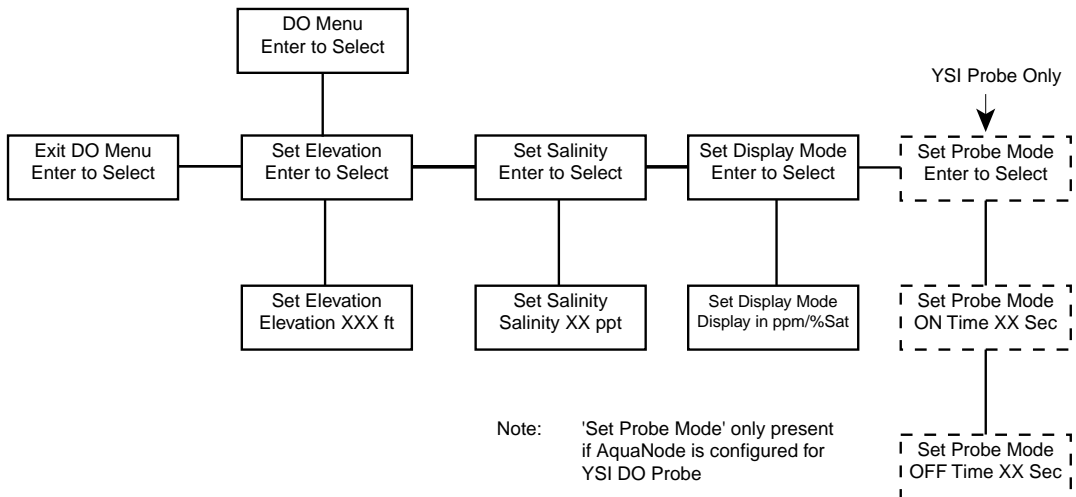 DO Menu
Enter to Select
YSI Probe Only
Exit DO Menu
Enter to Select
Set Elevation
Enter to Select
Set Salinity
Enter to Select
Set Display Mode
Enter to Select
Set Probe Mode
Enter to Select
Set Elevation
Elevation XXX ft
Set Salinity
Salinity XX ppt
Set Display Mode
Display in ppm/%Sat
Set Probe Mode
ON Time XX Sec
Note: 'Set Probe Mode' only present
if AquaNode is configured for
YSI DO Probe
Set Probe Mode
OFF Time XX Sec